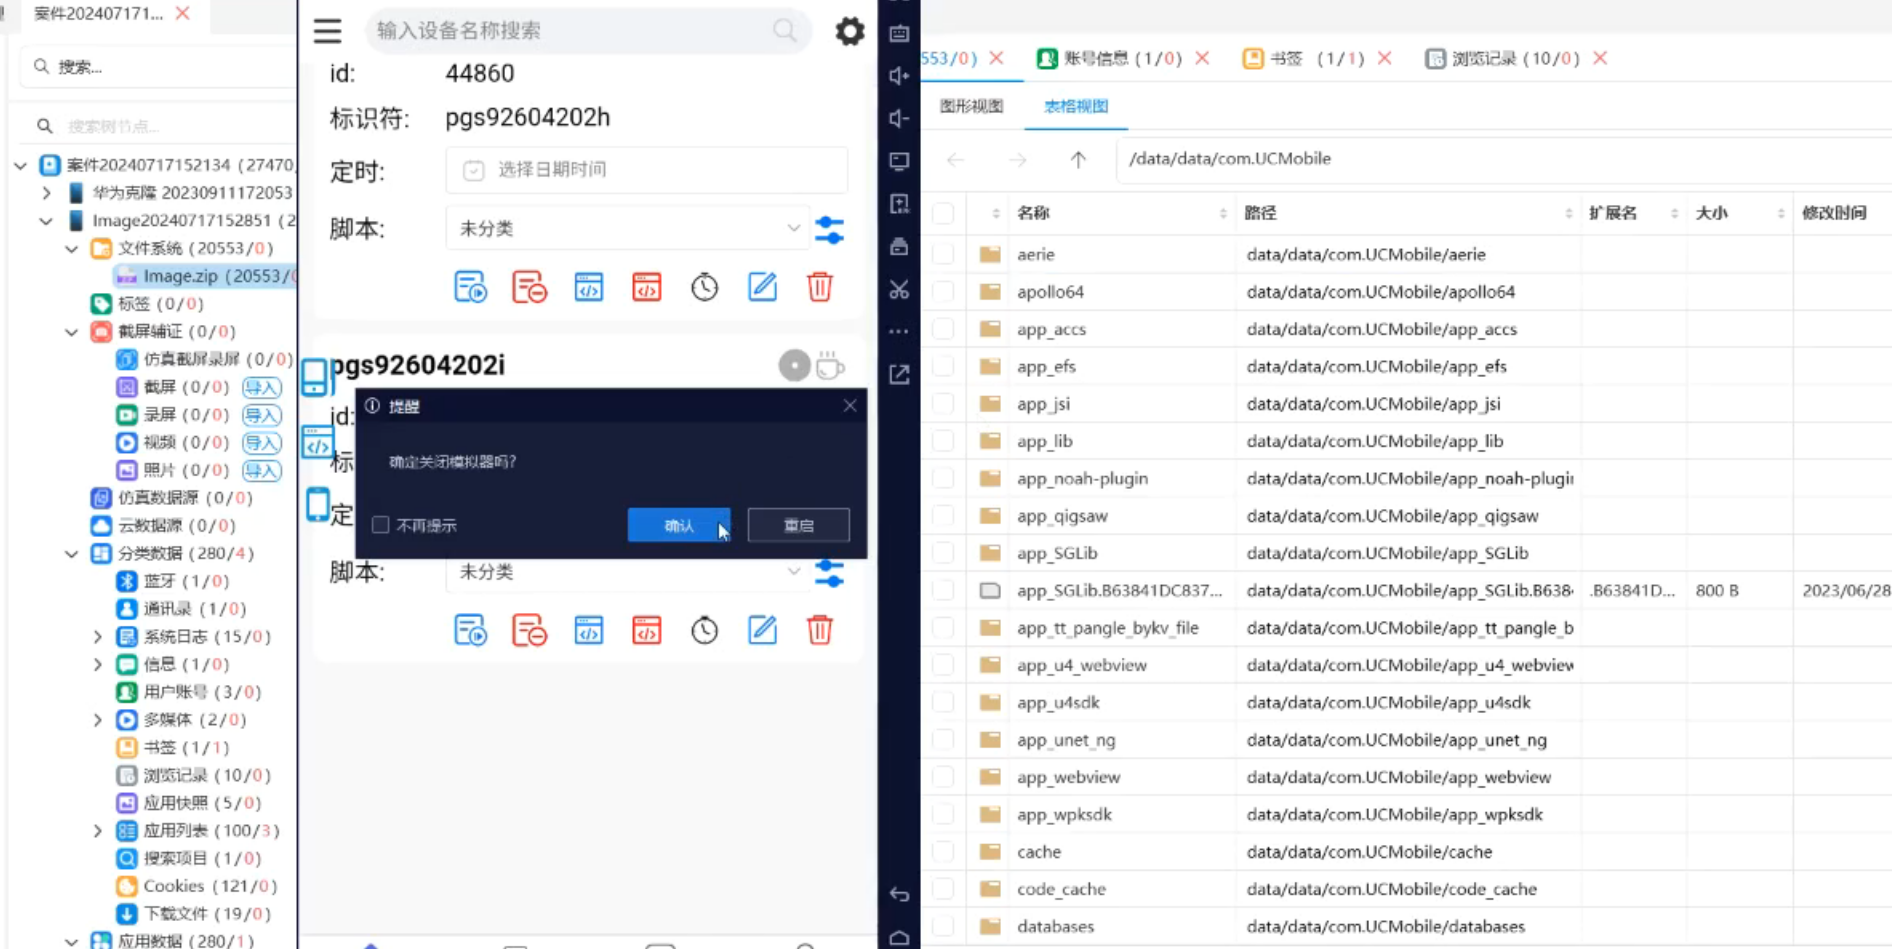 案件202407171...
搜索...
搜索树节点...
案件20240717152134 (27470,
华为克隆 20230911172053
Image20240717152851 (2
文件系统 (20553/0)
Image.zip (20553/0
标签 (0/0)
截屏辅证 (0/0)
仿真截屏录屏 (0/0)
截屏 (0/0) 导入
录屏 (0/0) 导入
视频 (0/0) 导入
照片 (0/0) 导入
仿真数据源 (0/0)
云数据源 (0/0)
分类数据 (280/4)
蓝牙 (1/0)
通讯录 (1/0)
系统日志 (15/0)
信息 (1/0)
用户账号 (3/0)
多媒体 (2/0)
书签 (1/1)
浏览记录 (10/0)
应用快照 (5/0)
应用列表 (100/3)
搜索项目 (1/0)
Cookies (121/0)
下载文件 (19/0)
应用数据 (280/1)
输入设备名称搜索
id: 44860
标识符: pgs92604202h
定时: 选择日期时间
脚本: 未分类
pgs92604202i
id:
标
定
提醒
确定关闭模拟器吗?
不再提示 确认 重启
脚本: 未分类
553/0) 账号信息 (1/0) 书签 (1/1) 浏览记录 (10/0)
图形视图 表格视图
/data/data/com.UCMobile
名称 路径 扩展名 大小 修改时间
aerie data/data/com.UCMobile/aerie
apollo64 data/data/com.UCMobile/apollo64
app_accs data/data/com.UCMobile/app_accs
app_efs data/data/com.UCMobile/app_efs
app_jsi data/data/com.UCMobile/app_jsi
app_lib data/data/com.UCMobile/app_lib
app_noah-plugin data/data/com.UCMobile/app_noah-plugin
app_qigsaw data/data/com.UCMobile/app_qigsaw
app_SGLib data/data/com.UCMobile/app_SGLib
app_SGLib.B63841DC837... data/data/com.UCMobile/app_SGLib.B638 .B63841D... 800 B 2023/06/28
app_tt_pangle_bykv_file data/data/com.UCMobile/app_tt_pangle_b
app_u4_webview data/data/com.UCMobile/app_u4_webview
app_u4sdk data/data/com.UCMobile/app_u4sdk
app_unet_ng data/data/com.UCMobile/app_unet_ng
app_webview data/data/com.UCMobile/app_webview
app_wpksdk data/data/com.UCMobile/app_wpksdk
cache data/data/com.UCMobile/cache
code_cache data/data/com.UCMobile/code_cache
databases data/data/com.UCMobile/databases